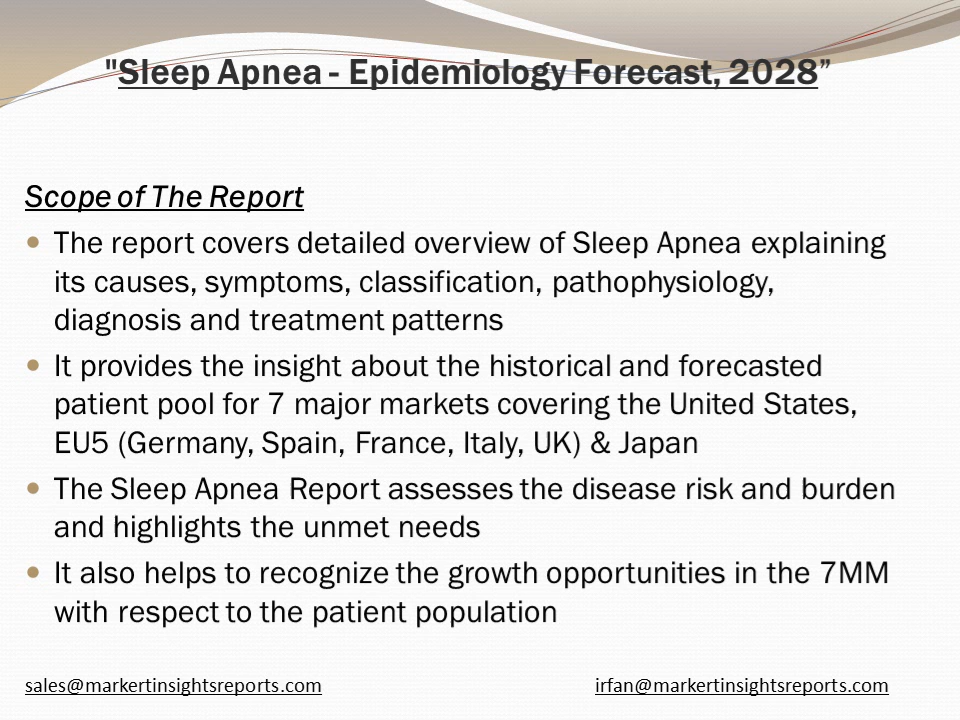 "Sleep Apnea - Epidemiology Forecast, 2028”
Scope of The Report
• The report covers detailed overview of Sleep Apnea explaining
its causes, symptoms, classification, pathophysiology,
diagnosis and treatment patterns
• It provides the insight about the historical and forecasted
patient pool for 7 major markets covering the United States,
EU5 (Germany, Spain, France, Italy, UK) & Japan
• The Sleep Apnea Report assesses the disease risk and burden
and highlights the unmet needs
• It also helps to recognize the growth opportunities in the 7MM
with respect to the patient population
sales@markertinsightsreports.com irfan@markertinsightsreports.com